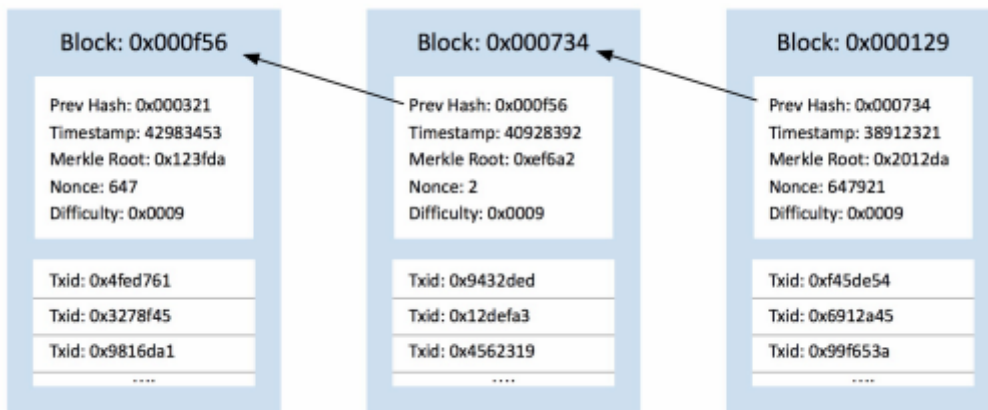 Block: 0x000f56
Prev Hash: 0x000321
Timestamp: 42983453
Merkle Root: 0x123fda
Nonce: 647
Difficulty: 0x0009
Txid: 0x4fed761
Txid: 0x3278f45
Txid: 0x9816da1
....
Block: 0x000734
Prev Hash: 0x000f56
Timestamp: 40928392
Merkle Root: 0xef6a2
Nonce: 2
Difficulty: 0x0009
Txid: 0x9432ded
Txid: 0x12defa3
Txid: 0x4562319
....
Block: 0x000129
Prev Hash: 0x000734
Timestamp: 38912321
Merkle Root: 0x2012da
Nonce: 647921
Difficulty: 0x0009
Txid: 0xf45de54
Txid: 0x6912a45
Txid: 0x99f653a
....